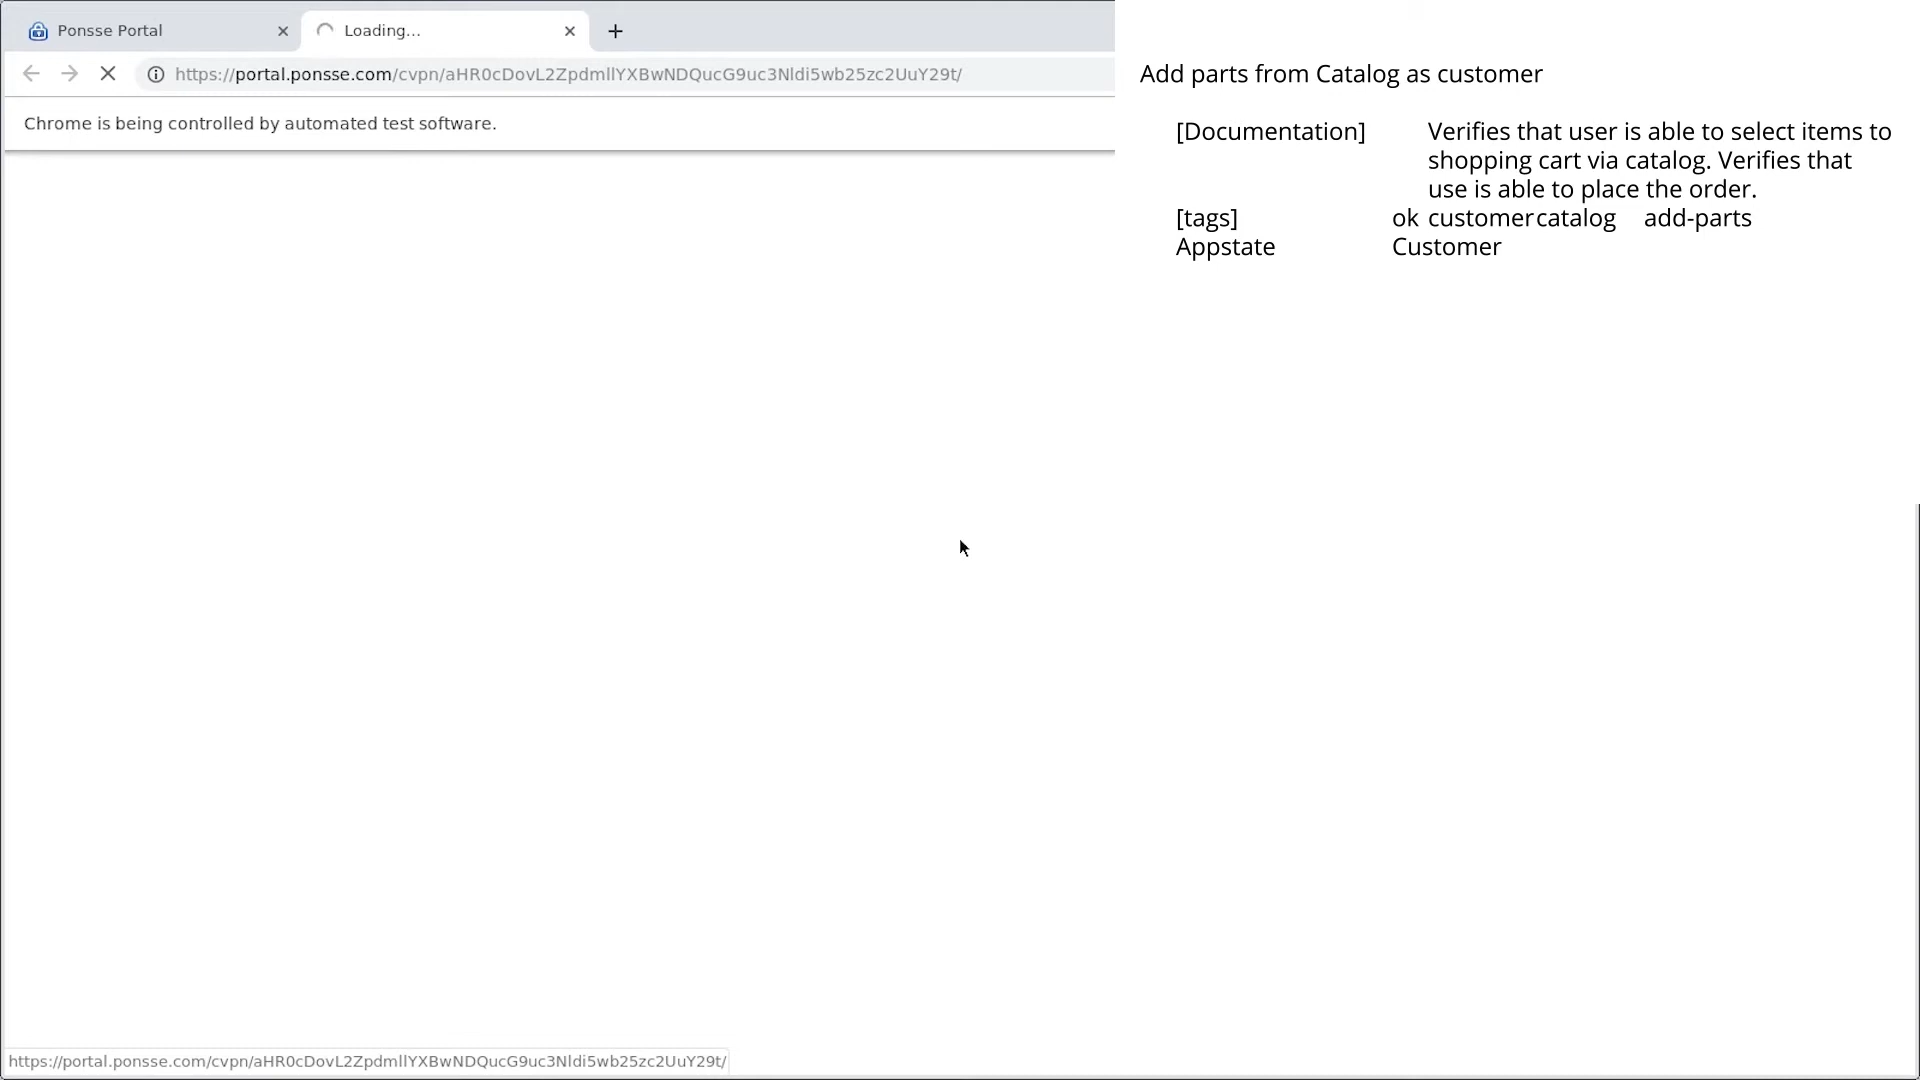 Ponsse Portal
Loading...
https://portal.ponsse.com/cvpn/aHR0cDovL2ZpdmllYXBwNDQucG9uc3Nldi5wb25zc2UuY29t/
Chrome is being controlled by automated test software.
Add parts from Catalog as customer
[Documentation] Verifies that user is able to select items to
shopping cart via catalog. Verifies that
use is able to place the order.
[tags] ok customer catalog add-parts
Appstate Customer
https://portal.ponsse.com/cvpn/aHR0cDovL2ZpdmllYXBwNDQucG9uc3Nldi5wb25zc2UuY29t/